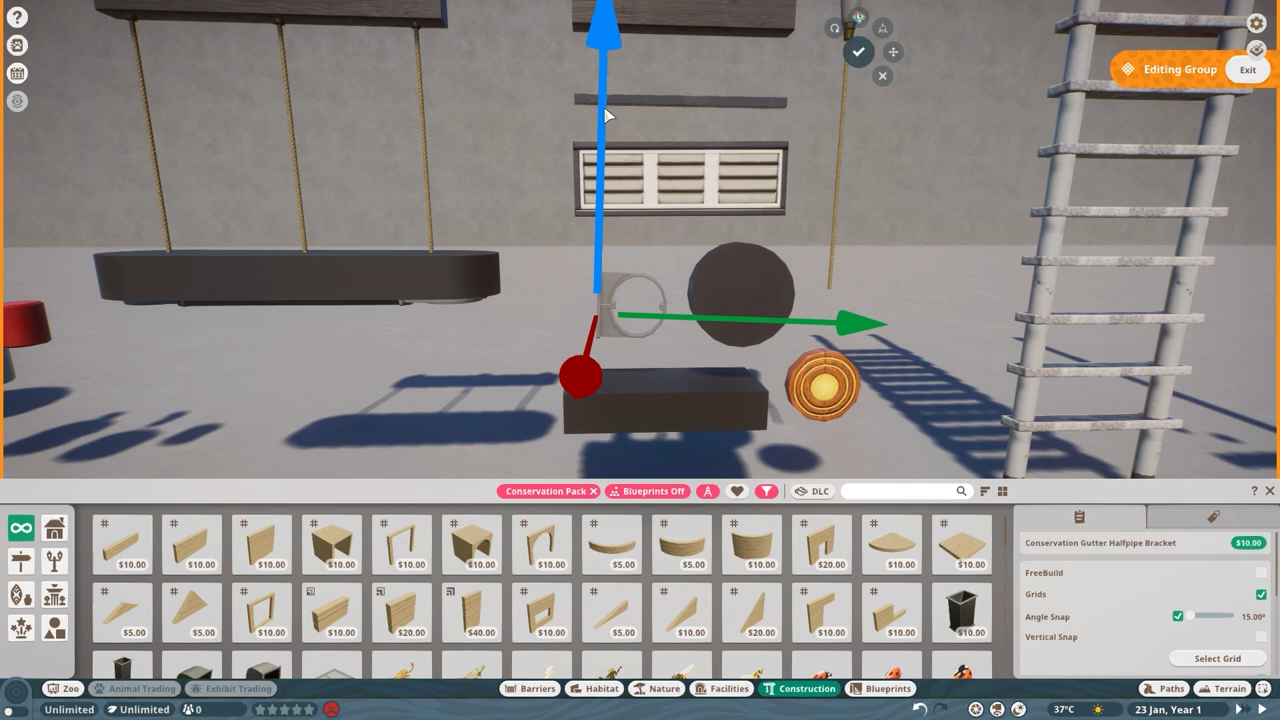 ?
Editing Group
Exit
Conservation Pack
Blueprints Off
DLC
?
$10.00
$10.00
$10.00
$10.00
$10.00
$10.00
$10.00
$5.00
$5.00
$10.00
$20.00
$10.00
$10.00
$5.00
$5.00
$10.00
$10.00
$20.00
$40.00
$10.00
$5.00
$10.00
$20.00
$10.00
$10.00
$10.00
Conservation Gutter Halfpipe Bracket
$10.00
FreeBuild
Grids
Angle Snap
15.00°
Vertical Snap
Select Grid
Zoo
Animal Trading
Exhibit Trading
Barriers
Habitat
Nature
Facilities
Construction
Blueprints
Paths
Terrain
Unlimited
Unlimited
0
37°C
23 Jan, Year 1